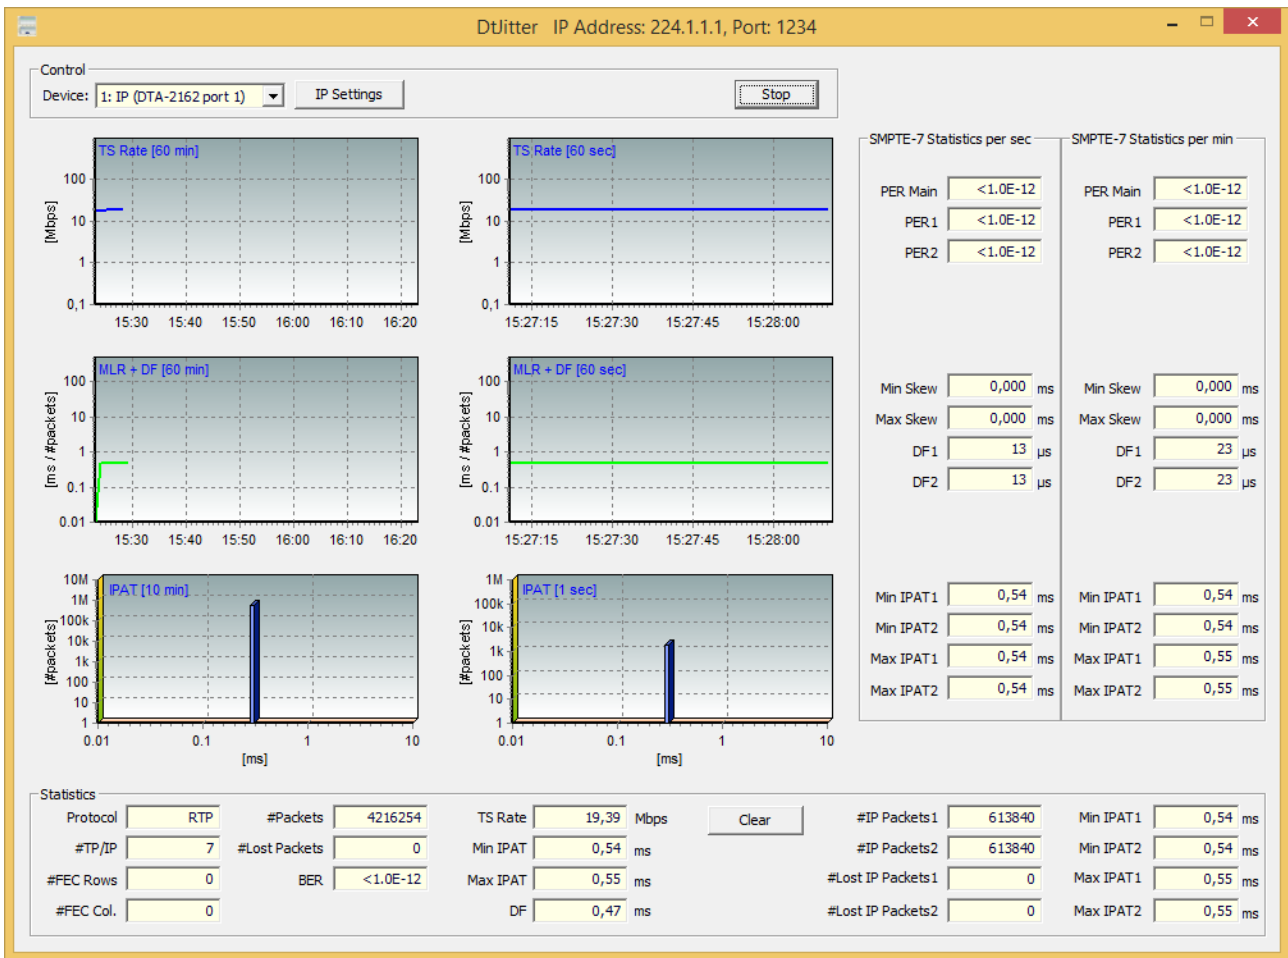 DtJitter   IP Address: 224.1.1.1, Port: 1234
Control
Device: 1: IP (DTA-2162 port 1) IP Settings Stop
TS Rate [60 min]
[Mbps]
100
10
1
0,1
15:30 15:40 15:50 16:00 16:10 16:20
TS Rate [60 sec]
[Mbps]
100
10
1
0,1
15:27:15 15:27:30 15:27:45 15:28:00
MLR + DF [60 min]
[ms / #packets]
100
10
1
0.1
0.01
15:30 15:40 15:50 16:00 16:10 16:20
MLR + DF [60 sec]
[ms / #packets]
100
10
1
0.1
0.01
15:27:15 15:27:30 15:27:45 15:28:00
IPAT [10 min]
[#packets]
10M
1M
100k
10k
1k
100
10
1
0.01 0.1 1 10
[ms]
IPAT [1 sec]
[#packets]
1M
100k
10k
1k
100
10
1
0.01 0.1 1 10
[ms]
SMPTE-7 Statistics per sec
PER Main <1.0E-12
PER1 <1.0E-12
PER2 <1.0E-12
Min Skew 0,000 ms
Max Skew 0,000 ms
DF1 13 µs
DF2 13 µs
Min IPAT1 0,54 ms
Min IPAT2 0,54 ms
Max IPAT1 0,54 ms
Max IPAT2 0,54 ms
SMPTE-7 Statistics per min
PER Main <1.0E-12
PER1 <1.0E-12
PER2 <1.0E-12
Min Skew 0,000 ms
Max Skew 0,000 ms
DF1 23 µs
DF2 23 µs
Min IPAT1 0,54 ms
Min IPAT2 0,54 ms
Max IPAT1 0,55 ms
Max IPAT2 0,55 ms
Statistics
Protocol RTP #Packets 4216254 TS Rate 19,39 Mbps Clear #IP Packets1 613840 Min IPAT1 0,54 ms
#TP/IP 7 #Lost Packets 0 Min IPAT 0,54 ms #IP Packets2 613840 Min IPAT2 0,54 ms
#FEC Rows 0 BER <1.0E-12 Max IPAT 0,55 ms #Lost IP Packets1 0 Max IPAT1 0,55 ms
#FEC Col. 0 DF 0,47 ms #Lost IP Packets2 0 Max IPAT2 0,55 ms